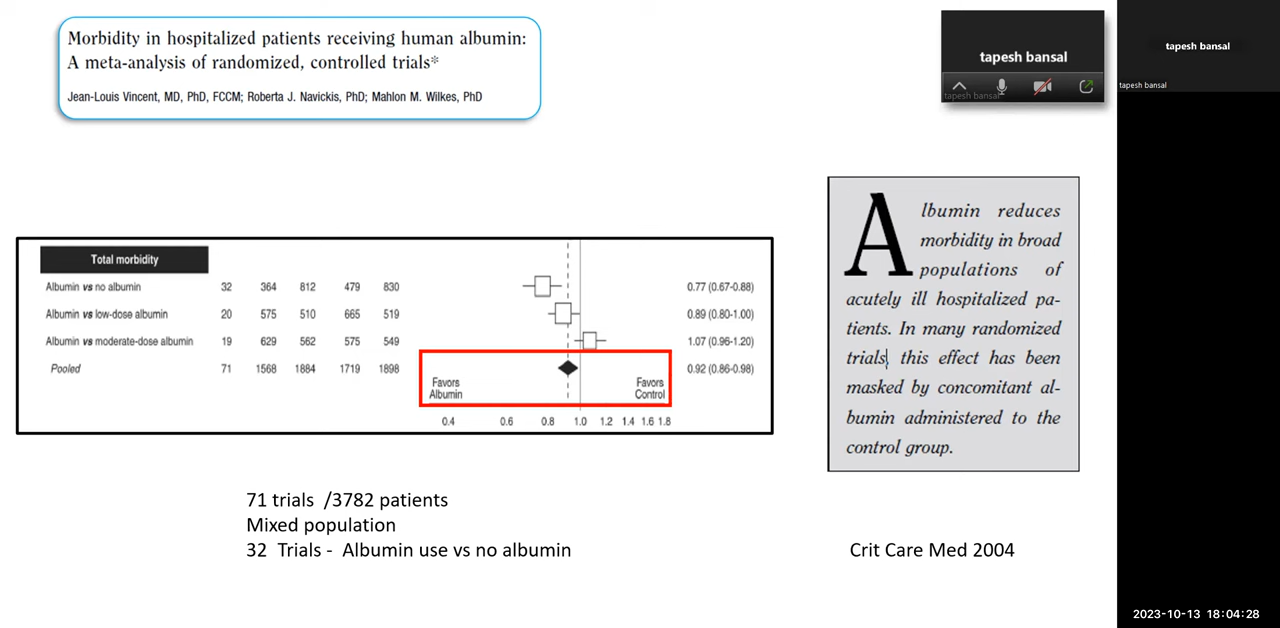 Morbidity in hospitalized patients receiving human albumin:
A meta-analysis of randomized, controlled trials*
Jean-Louis Vincent, MD, PhD, FCCM; Roberta J. Navickis, PhD; Mahlon M. Wilkes, PhD
tapesh bansal
tapesh bansal
tapesh bansal
tapesh bansal
Total morbidity
Albumin vs no albumin 32 364 812 479 830 0.77 (0.67-0.88)
Albumin vs low-dose albumin 20 575 510 665 519 0.89 (0.80-1.00)
Albumin vs moderate-dose albumin 19 629 562 575 549 1.07 (0.96-1.20)
Pooled 71 1568 1884 1719 1898 0.92 (0.86-0.98)
Favors Favors
Albumin Control
0.4 0.6 0.8 1.0 1.2 1.4 1.6 1.8
Albumin reduces
morbidity in broad
populations of
acutely ill hospitalized pa-
tients. In many randomized
trials, this effect has been
masked by concomitant al-
bumin administered to the
control group.
71 trials /3782 patients
Mixed population
32 Trials - Albumin use vs no albumin
Crit Care Med 2004
2023-10-13 18:04:28